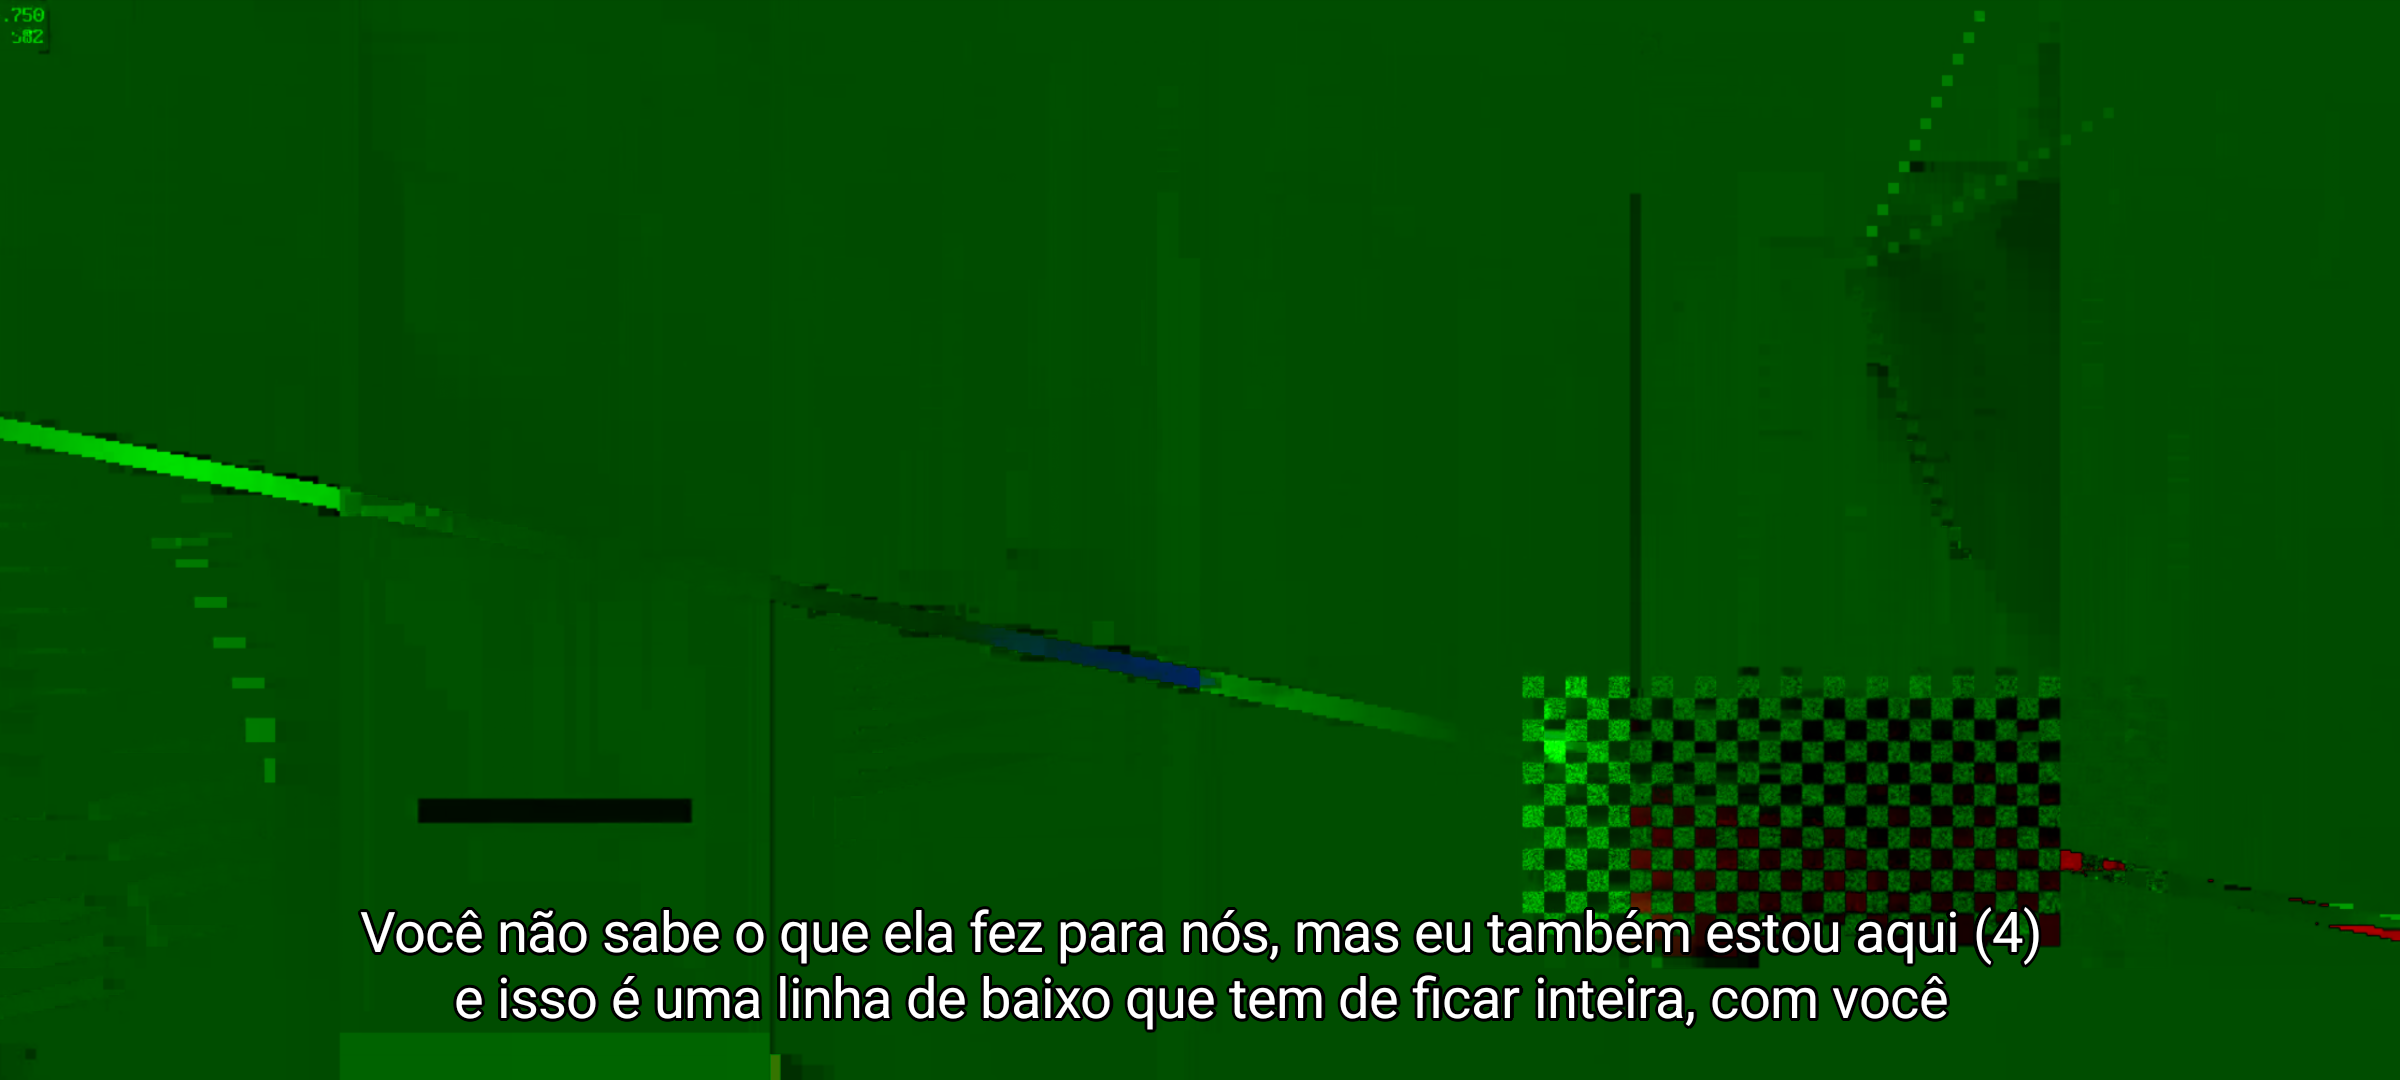 .750
Você não sabe o que ela fez para nós, mas eu também estou aqui (4)
e isso é uma linha de baixo que tem de ficar inteira, com você